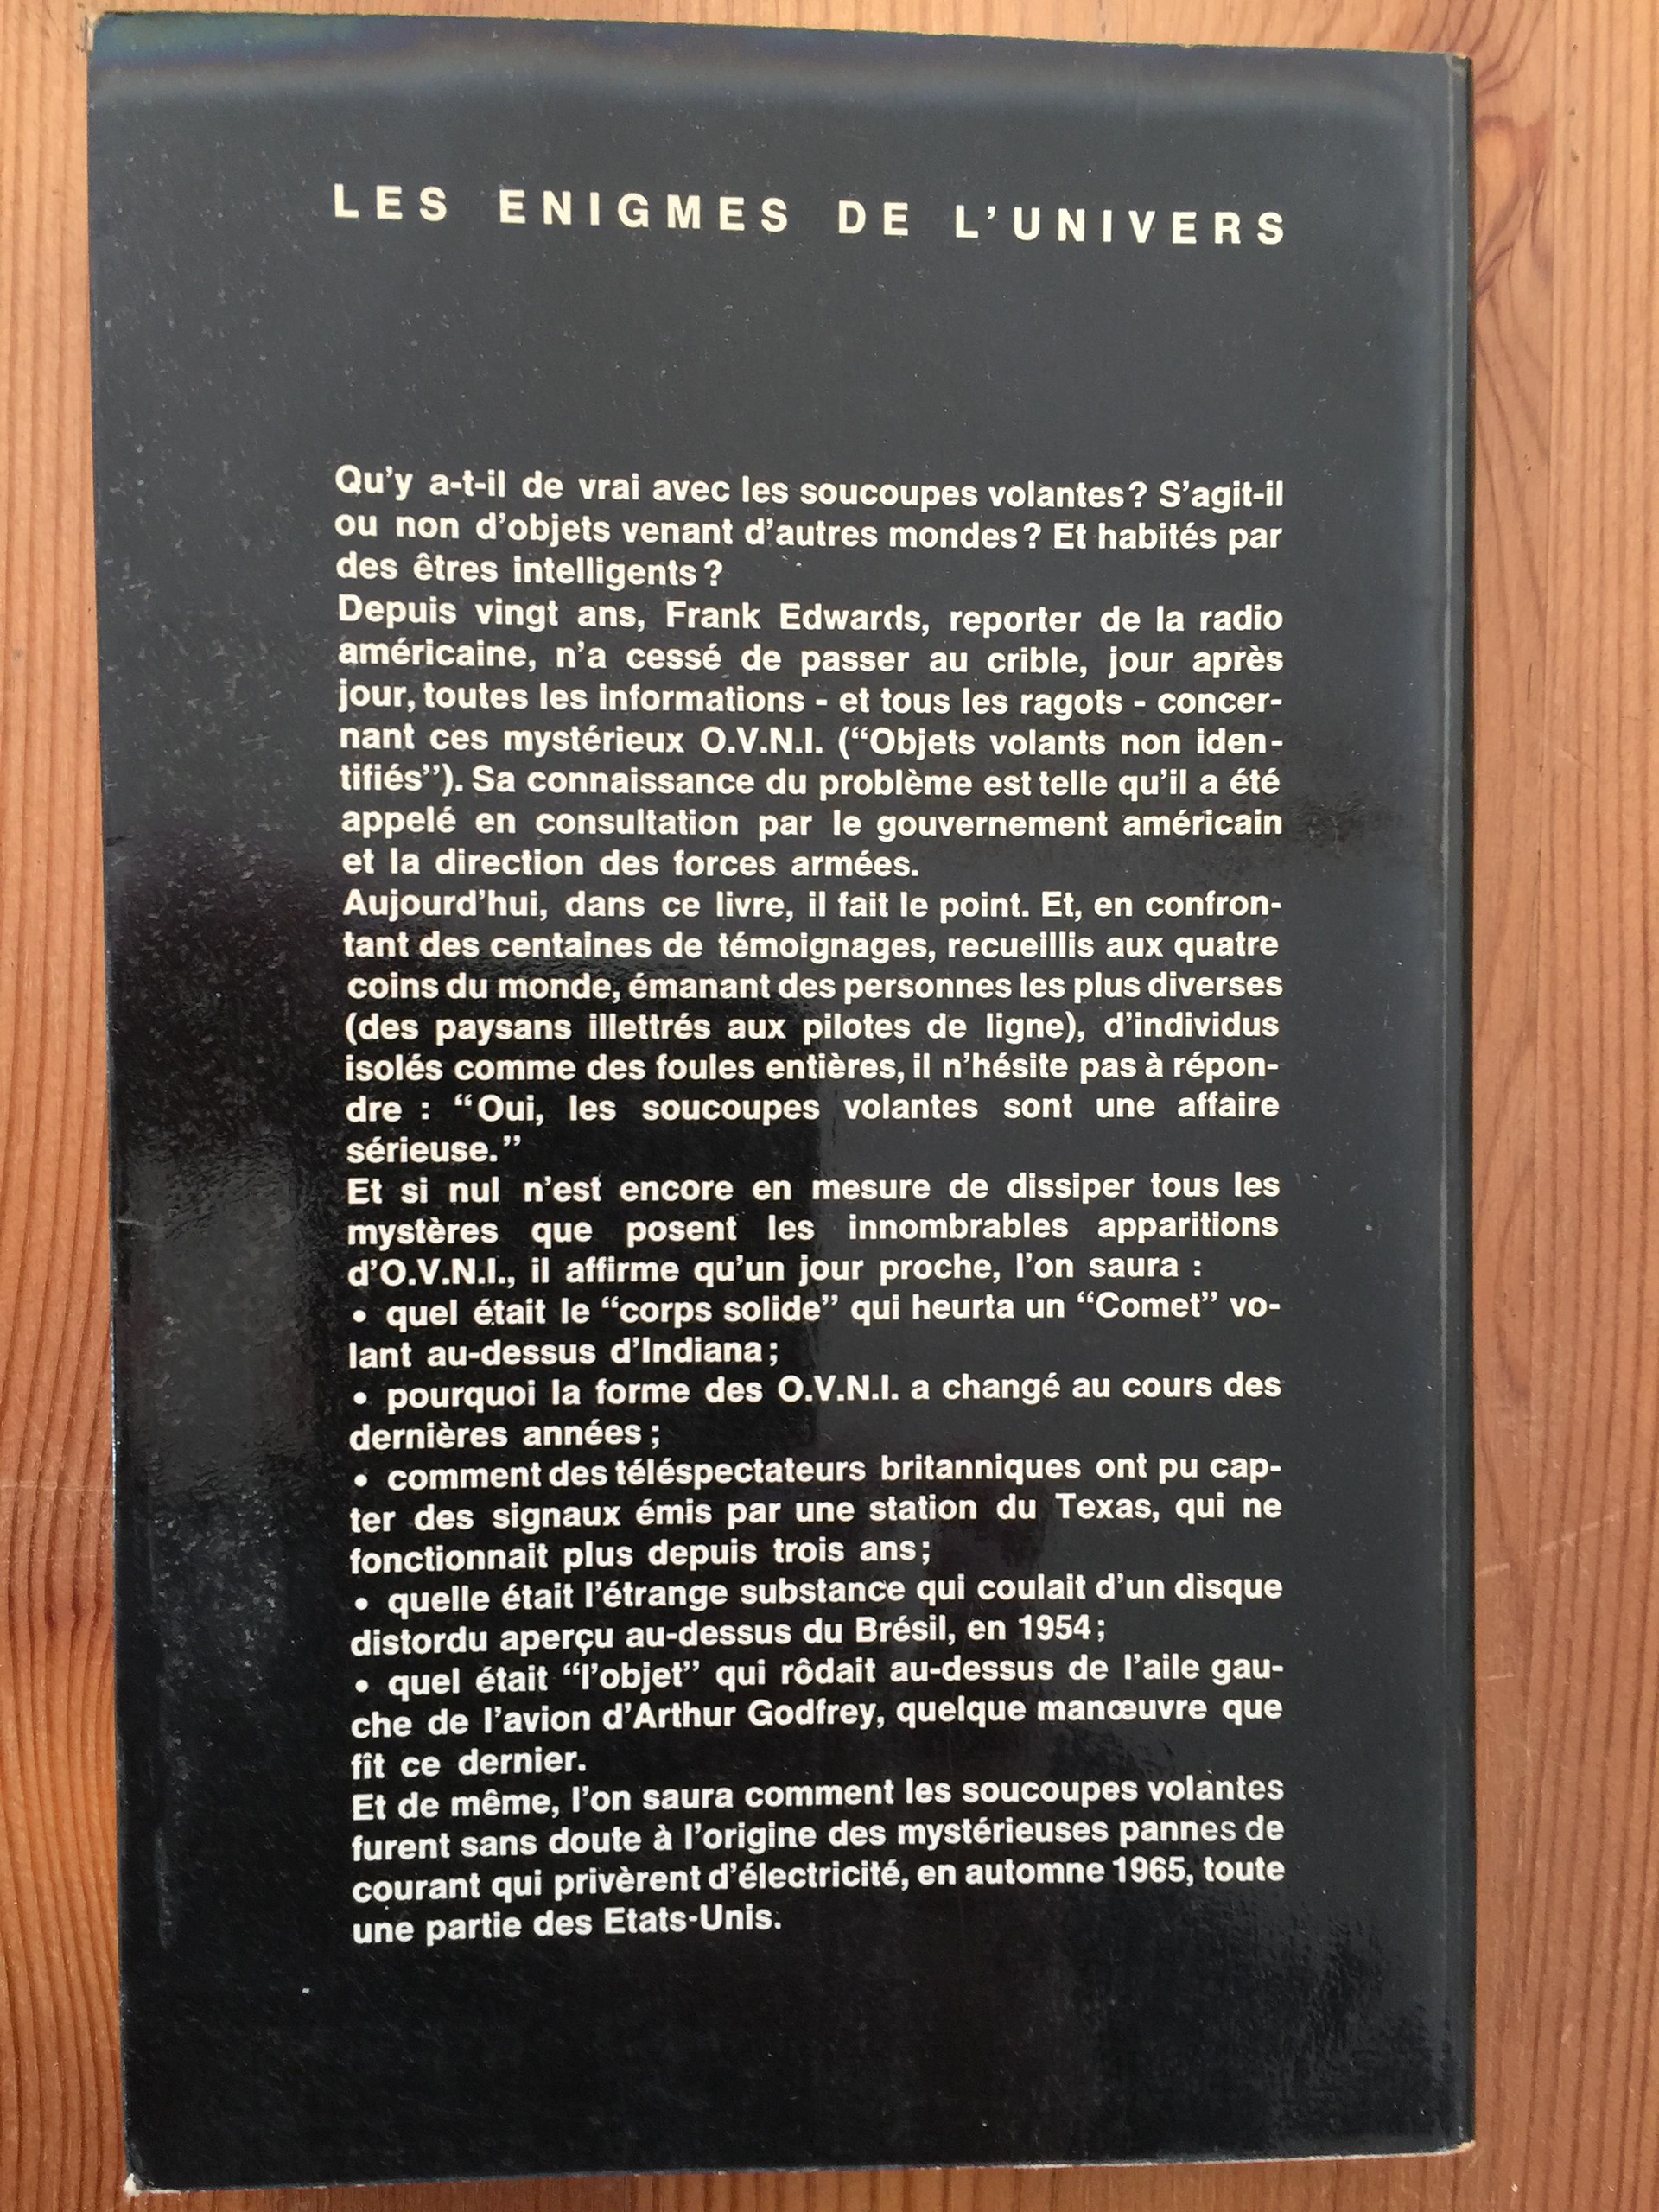 LES ENIGMES DE L'UNIVERS
Qu'y a-t-il de vrai avec les soucoupes volantes ? S'agit-il
ou non d'objets venant d'autres mondes ? Et habités par
des êtres intelligents ?
Depuis vingt ans, Frank Edwards, reporter de la radio
américaine, n'a cessé de passer au crible, jour après
jour, toutes les informations - et tous les ragots - concer-
nant ces mystérieux O.V.N.I. (“Objets volants non iden-
tifiés”). Sa connaissance du problème est telle qu'il a été
appelé en consultation par le gouvernement américain
et la direction des forces armées.
Aujourd'hui, dans ce livre, il fait le point. Et, en confron-
tant des centaines de témoignages, recueillis aux quatre
coins du monde, émanant des personnes les plus diverses
(des paysans illettrés aux pilotes de ligne), d'individus
isolés comme des foules entières, il n'hésite pas à répon-
dre : “Oui, les soucoupes volantes sont une affaire
sérieuse.”
Et si nul n'est encore en mesure de dissiper tous les
mystères que posent les innombrables apparitions
d'O.V.N.I., il affirme qu'un jour proche, l'on saura :
• quel était le “corps solide” qui heurta un “Comet” vo-
lant au-dessus d'Indiana ;
• pourquoi la forme des O.V.N.I. a changé au cours des
dernières années ;
• comment des téléspectateurs britanniques ont pu cap-
ter des signaux émis par une station du Texas, qui ne
fonctionnait plus depuis trois ans ;
• quelle était l'étrange substance qui coulait d'un disque
distordu aperçu au-dessus du Brésil, en 1954 ;
• quel était “l'objet” qui rôdait au-dessus de l'aile gau-
che de l'avion d'Arthur Godfrey, quelque manœuvre que
fît ce dernier.
Et de même, l'on saura comment les soucoupes volantes
furent sans doute à l'origine des mystérieuses pannes de
courant qui privèrent d'électricité, en automne 1965, toute
une partie des Etats-Unis.